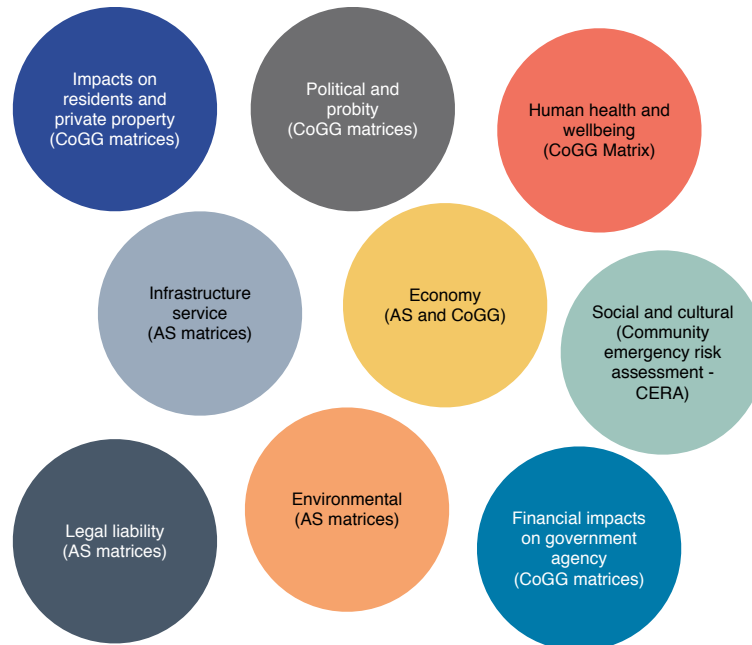 Impacts on
residents and
private property
(CoGG matrices)
Political and
probity
(CoGG matrices)
Human health and
wellbeing
(CoGG Matrix)
Infrastructure
service
(AS matrices)
Economy
(AS and CoGG)
Social and cultural
(Community
emergency risk
assessment -
CERA)
Legal liability
(AS matrices)
Environmental
(AS matrices)
Financial impacts
on government
agency
(CoGG matrices)